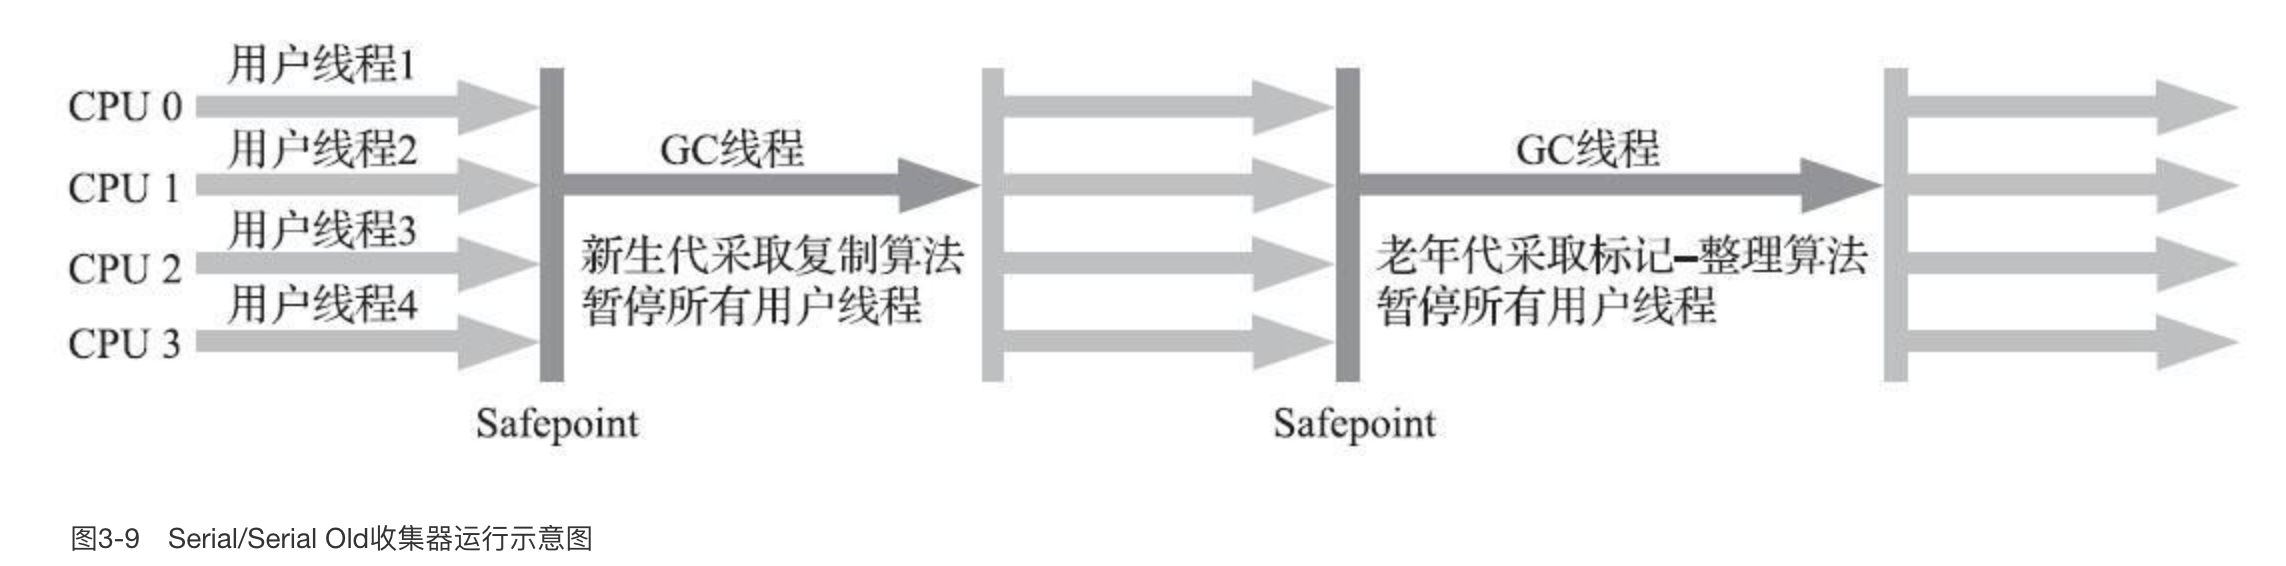 用户线程1
CPU 0
用户线程2
CPU 1
用户线程3
CPU 2
用户线程4
CPU 3
GC线程
新生代采取复制算法
暂停所有用户线程
GC线程
老年代采取标记–整理算法
暂停所有用户线程
Safepoint
Safepoint
图3-9 Serial/Serial Old收集器运行示意图